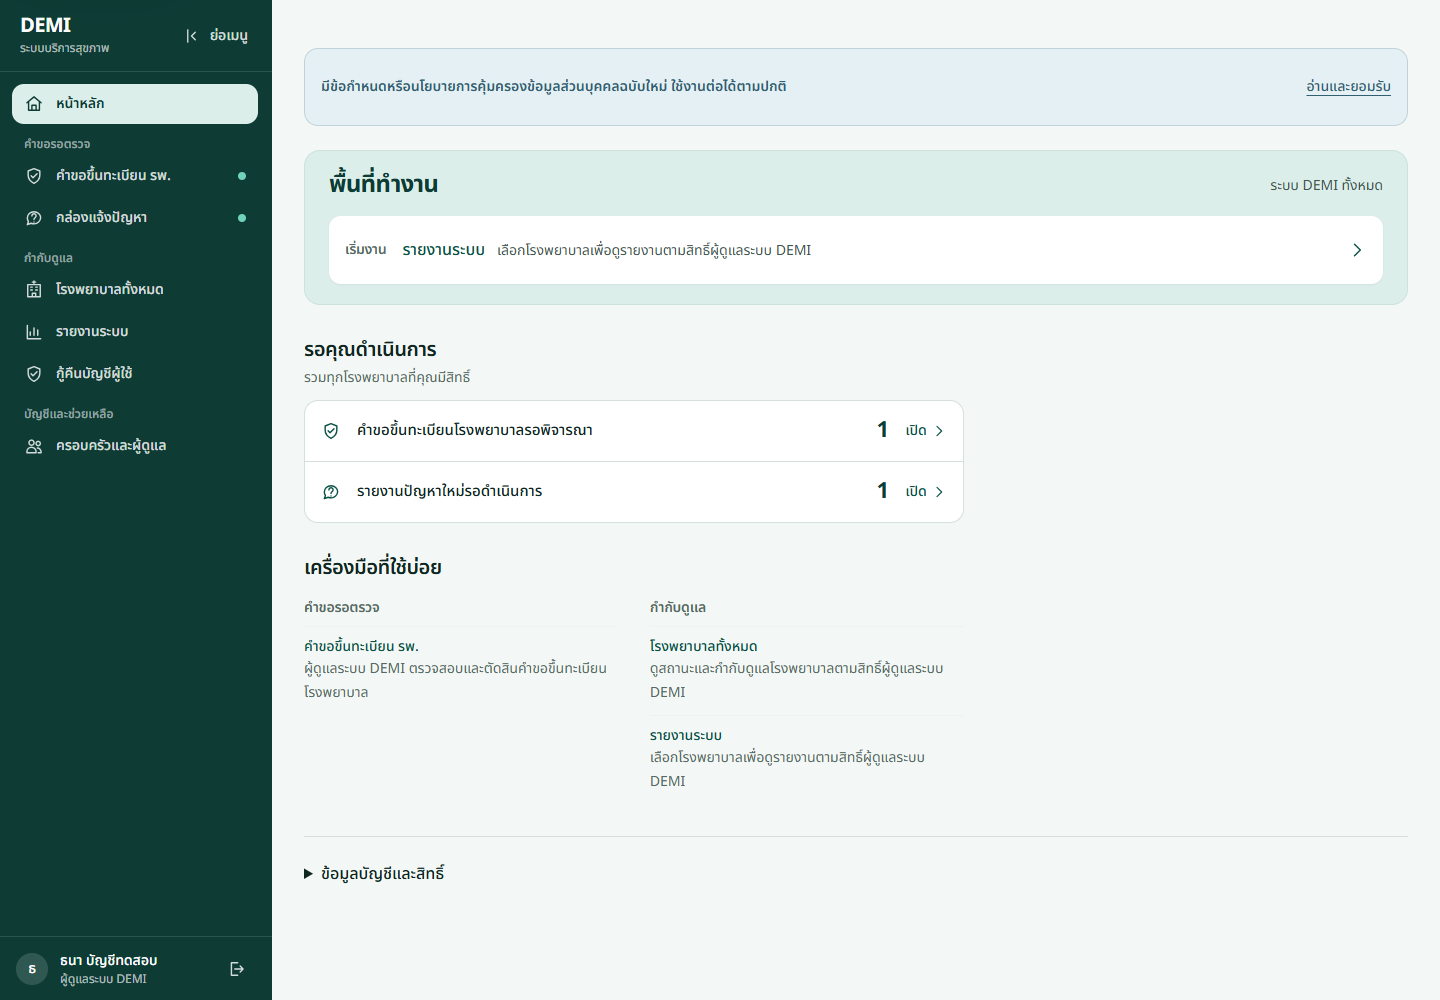 DEMI
ระบบบริการสุขภาพ
ย่อเมนู
หน้าหลัก
คำขอรอตรวจ
คำขอขึ้นทะเบียน รพ.
กล่องแจ้งปัญหา
กำกับดูแล
โรงพยาบาลทั้งหมด
รายงานระบบ
กู้คืนบัญชีผู้ใช้
บัญชีและช่วยเหลือ
ครอบครัวและผู้ดูแล
ธ
ธนา บัญชีทดสอบ
ผู้ดูแลระบบ DEMI
มีข้อกำหนดหรือนโยบายการคุ้มครองข้อมูลส่วนบุคคลฉบับใหม่ ใช้งานต่อได้ตามปกติ
อ่านและยอมรับ
พื้นที่ทำงาน
ระบบ DEMI ทั้งหมด
เริ่มงาน รายงานระบบ เลือกโรงพยาบาลเพื่อดูรายงานตามสิทธิ์ผู้ดูแลระบบ DEMI
รอคุณดำเนินการ
รวมทุกโรงพยาบาลที่คุณมีสิทธิ์
คำขอขึ้นทะเบียนโรงพยาบาลรอพิจารณา 1 เปิด
รายงานปัญหาใหม่รอดำเนินการ 1 เปิด
เครื่องมือที่ใช้บ่อย
คำขอรอตรวจ
คำขอขึ้นทะเบียน รพ.
ผู้ดูแลระบบ DEMI ตรวจสอบและตัดสินคำขอขึ้นทะเบียน
โรงพยาบาล
กำกับดูแล
โรงพยาบาลทั้งหมด
ดูสถานะและกำกับดูแลโรงพยาบาลตามสิทธิ์ผู้ดูแลระบบ
DEMI
รายงานระบบ
เลือกโรงพยาบาลเพื่อดูรายงานตามสิทธิ์ผู้ดูแลระบบ
DEMI
ข้อมูลบัญชีและสิทธิ์